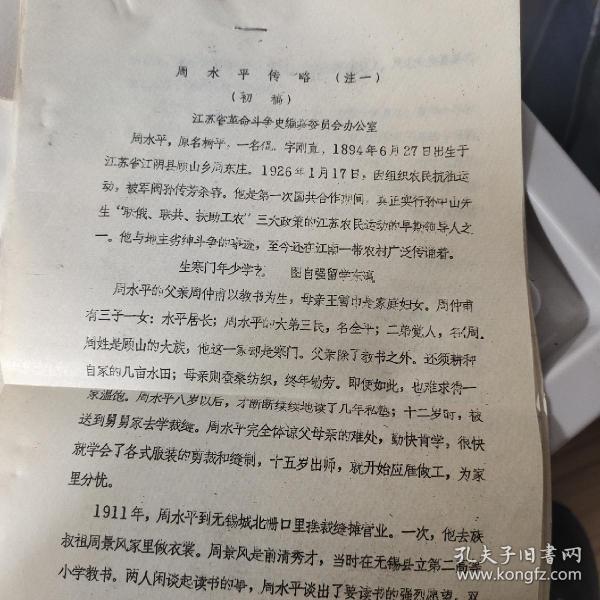 周水平传略（注一）
（初稿）
江苏省革命斗争史编纂委员会办公室
周水平，原名树平，一名侃，字刚直，1894年6月27日出生于
江苏省江阴县顾山乡周东庄。1926年1月17日，因组织农民抗租运
动，被军阀孙传芳杀害。他是第一次国共合作期间，真正实行孙中山先
生“联俄、联共、扶助工农”三大政策的江苏农民运动的早期领导人之
一。他与地主劣绅斗争的事迹，至今还在江南一带农村广泛传诵着。
生寒门年少学艺 图自强留学东瀛
周水平的父亲周仲甫以教书为生，母亲王雪中是家庭妇女。周仲甫
有三子一女：水平居长；周水平的大弟三民，名金平；二弟觉人，名
周姓是顾山的大族，他这一家却是寒门。父亲除了教书之外，还须耕种
自家的几亩水田；母亲则蚕桑纺织，终年勤劳。即使如此，也难求得一
家温饱。周水平八岁以后，才断断续续地读了几年私塾；十二岁时，被
送到舅舅家去学裁缝。周水平完全体谅父母亲的难处，勤快肯学，很快
就学会了各式服装的剪裁和缝制，十五岁出师，就开始应雇做工，为家
里分忧。
1911年，周水平到无锡城北栅口里摆裁缝摊营业。一次，他去族
叔祖周景风家里做衣裳。周景风是前清秀才，当时在无锡县立第二高等
小学教书。两人闲谈起读书的事，周水平谈出了要读书的强烈愿望，双
孔夫子旧书网
www.kongfz.com